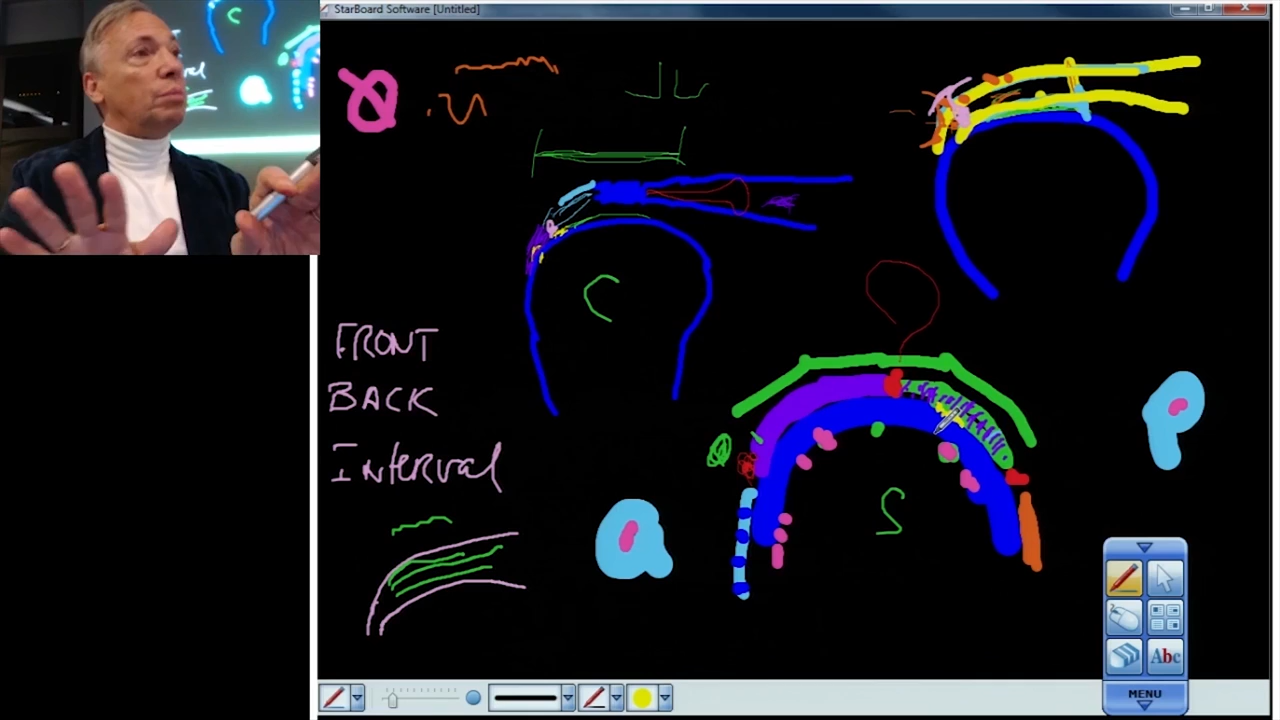 StarBoard Software [Untitled]
C
FRONT
BACK
INTERVAL
S
Abc
MENU